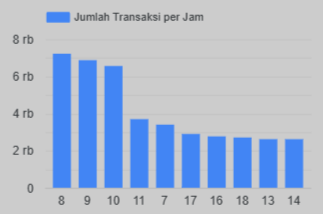 Jumlah Transaksi per Jam
8 rb
6 rb
4 rb
2 rb
0
8 9 10 11 7 17 16 18 13 14